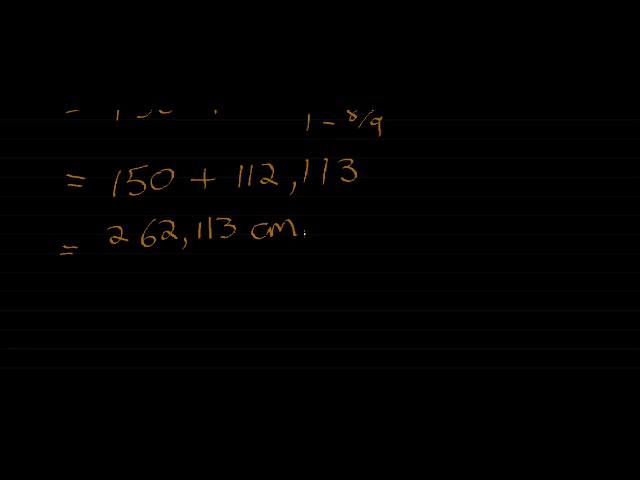 1 - 8/9
= 150 + 112,113
= 262,113 cm.